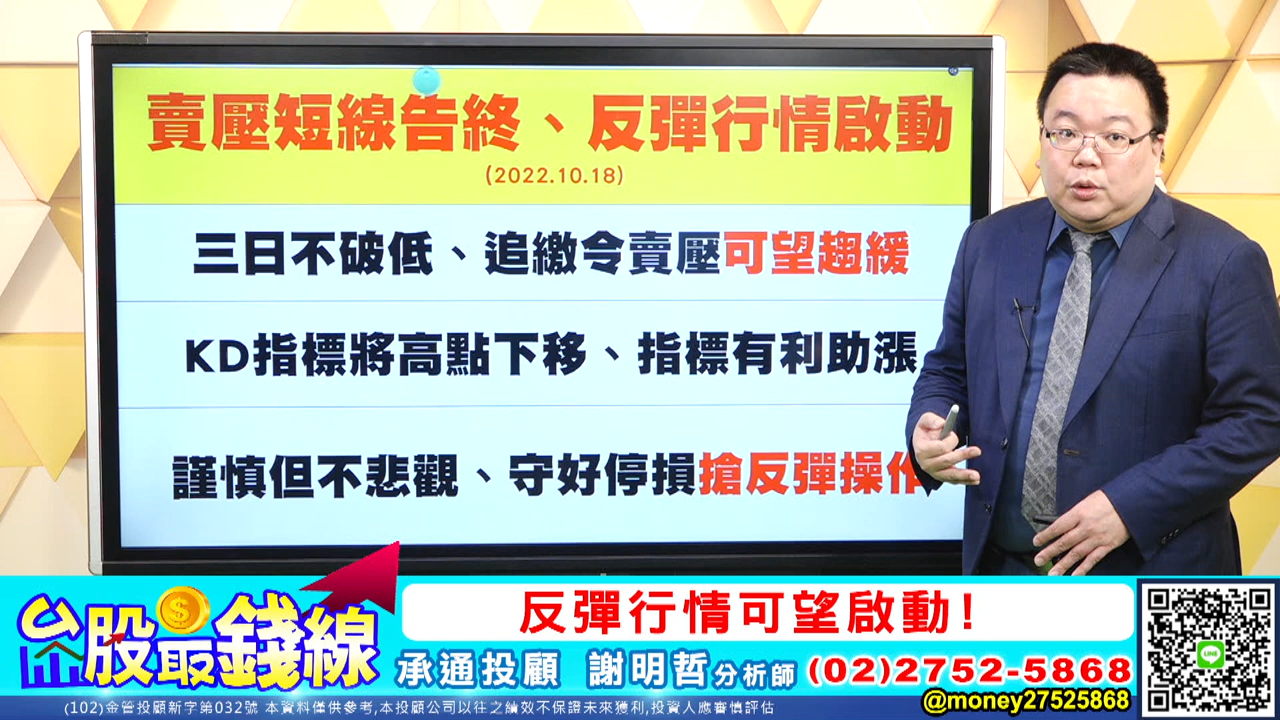 賣壓短線告終、反彈行情啟動
(2022.10.18)
三日不破低、追繳令賣壓可望趨緩
KD指標將高點下移、指標有利助漲
謹慎但不悲觀、守好停損搶反彈操作
台股最錢線
反彈行情可望啟動!
承通投顧 謝明哲分析師 (02)2752-5868
@money27525868
(102)金管投顧新字第032號 本資料僅供參考,本投顧公司以往之績效不保證未來獲利,投資人應審慎評估